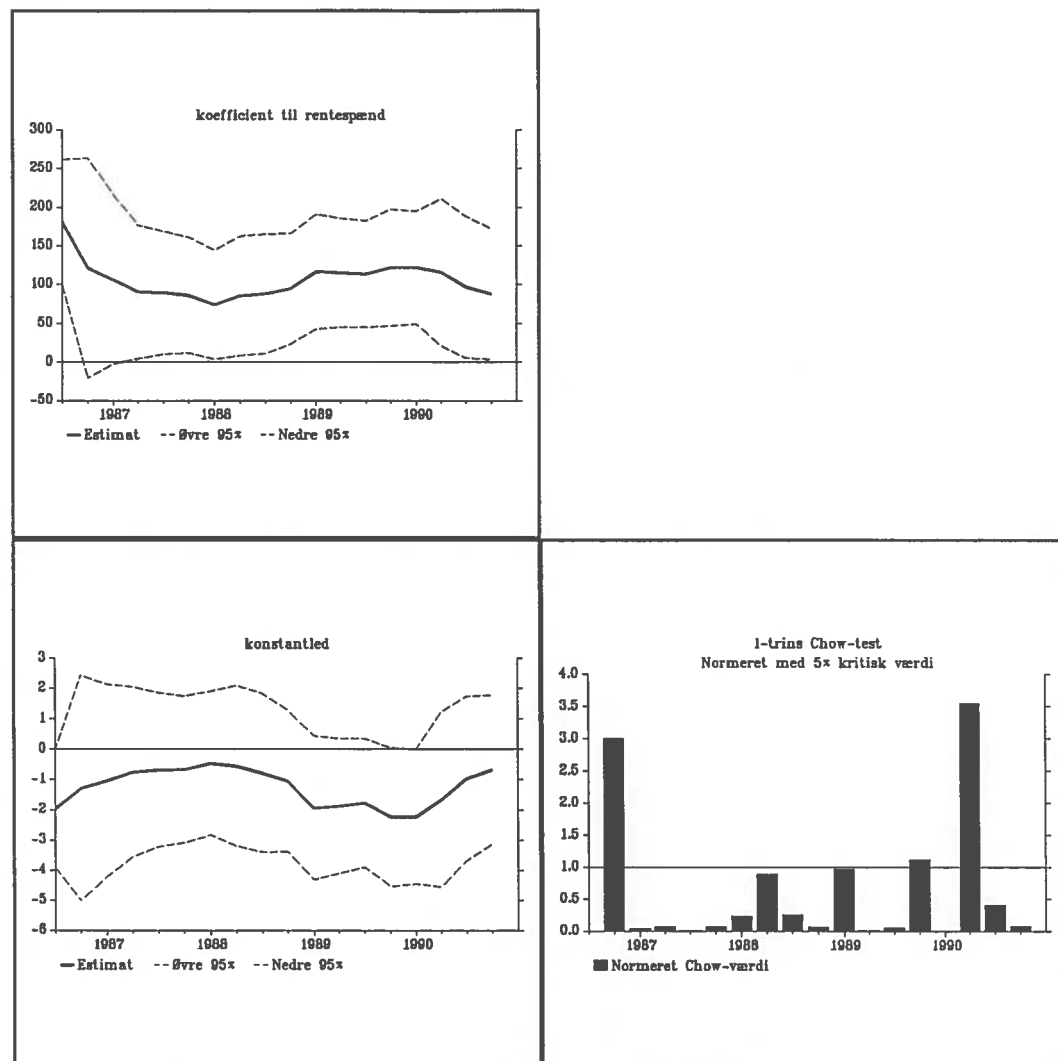 koefficient til rentespænd
300
250
200
150
100
50
0
-50
1987 1988 1989 1990
Estimat Øvre 95% Nedre 95%
konstantled
3
2
1
0
-1
-2
-3
-4
-5
-6
1987 1988 1989 1990
Estimat Øvre 95% Nedre 95%
1-trins Chow-test
Normeret med 5% kritisk værdi
4.0
3.5
3.0
2.5
2.0
1.5
1.0
0.5
0.0
1987 1988 1989 1990
Normeret Chow-værdi